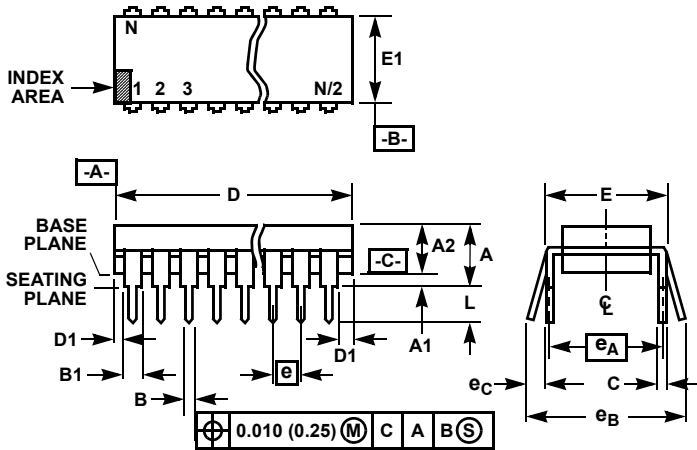 N
E1
INDEX
AREA
1 2 3 N/2
-B-
-A-
D
E
BASE
PLANE
A2
A
-C-
SEATING
PLANE
L
C
L
D1
A1
D1
eA
B1
e
eC
C
B
eB
0.010 (0.25) M C A B S